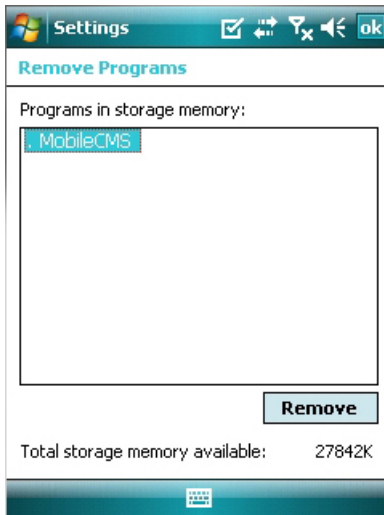 Settings
ok
Remove Programs
Programs in storage memory:
. MobileCMS
Remove
Total storage memory available: 27842K